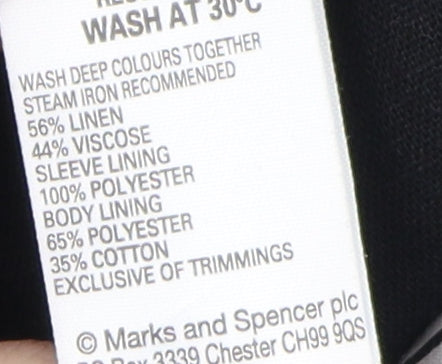 WASH AT 30°C
WASH DEEP COLOURS TOGETHER
STEAM IRON RECOMMENDED
56% LINEN
44% VISCOSE
SLEEVE LINING
100% POLYESTER
BODY LINING
65% POLYESTER
35% COTTON
EXCLUSIVE OF TRIMMINGS
© Marks and Spencer plc
PO Box 3339 Chester CH99 9QS